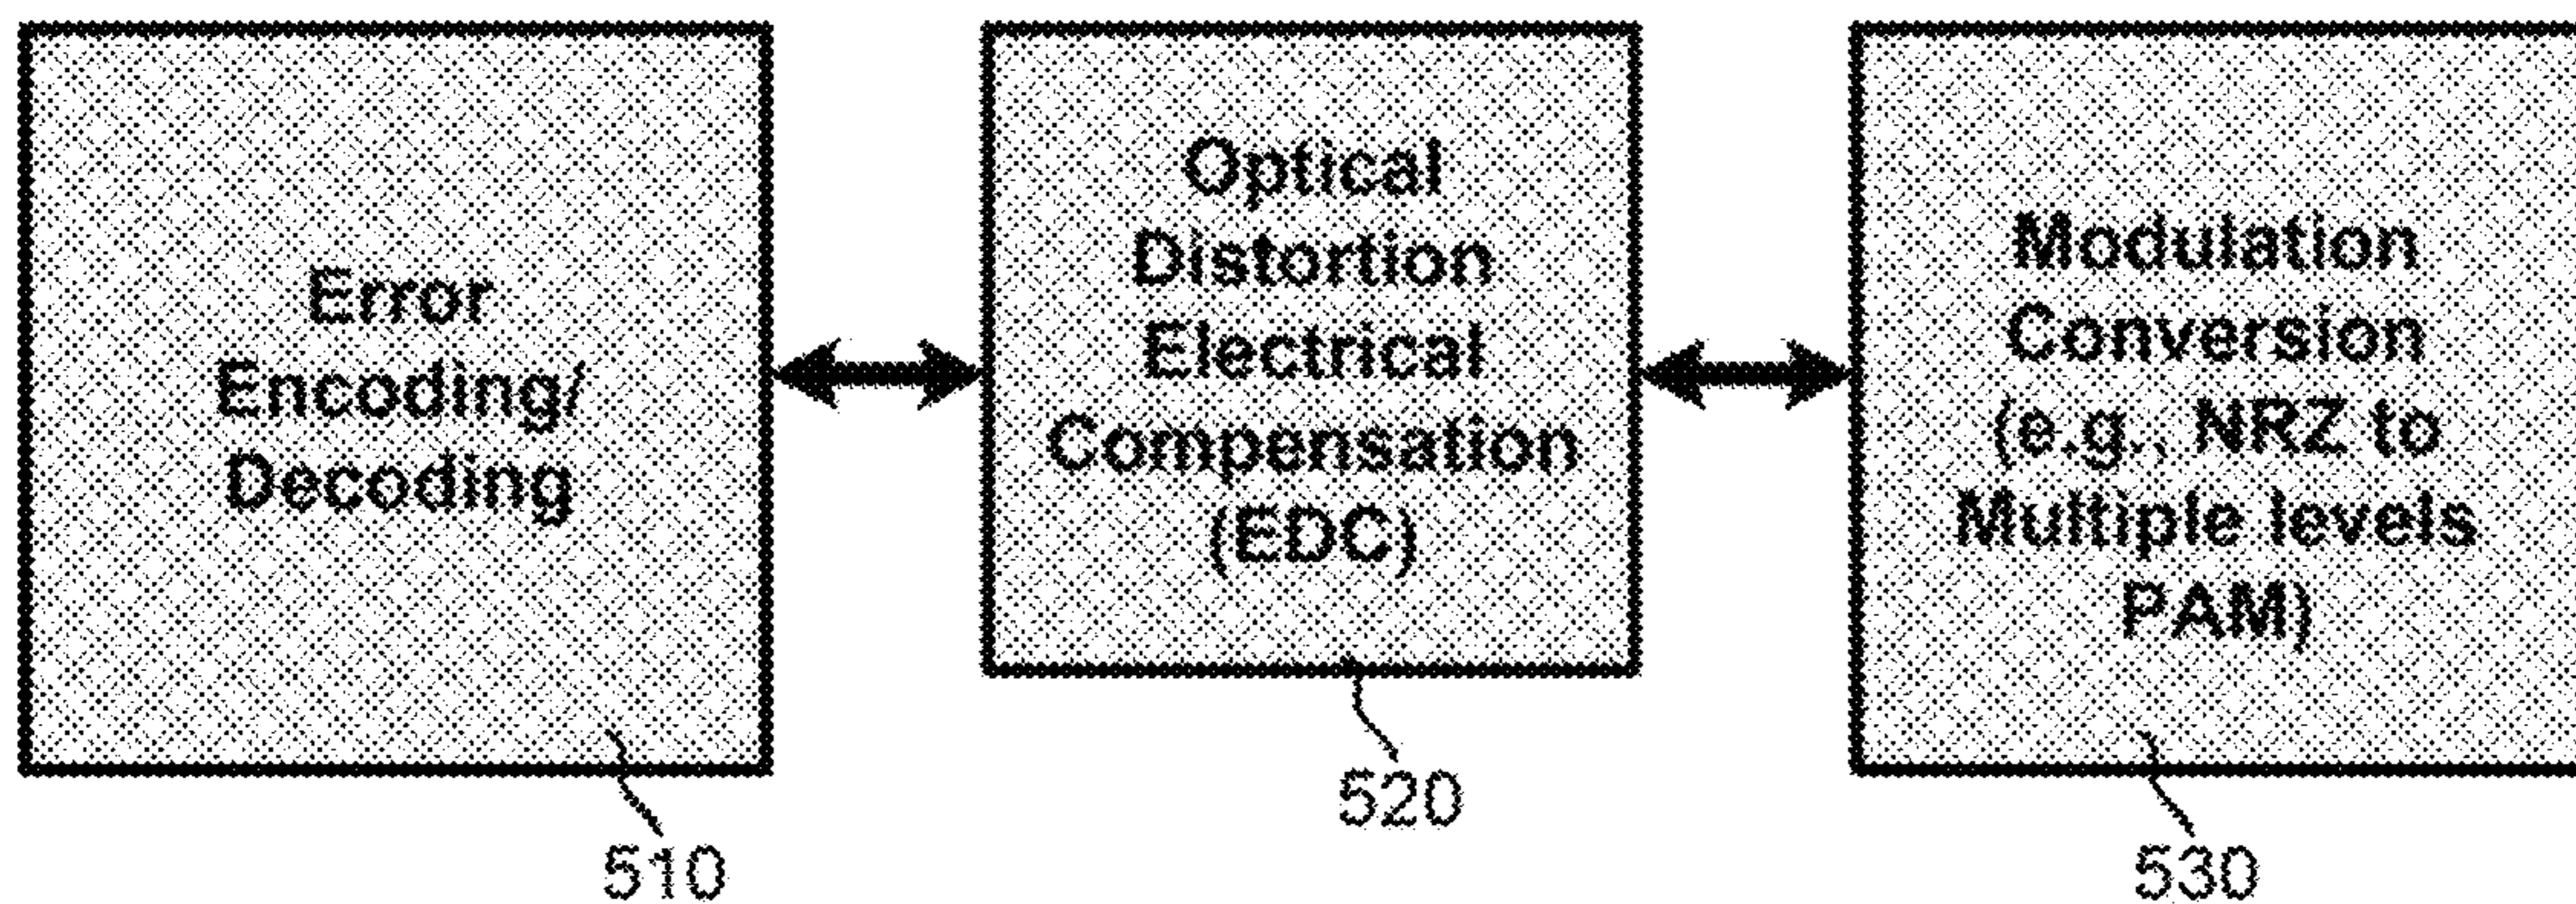 Error
Encoding/
Decoding
Optical
Distortion
Electrical
Compensation
(EDC)
Modulation
Conversion
(e.g., NRZ to
Multiple levels
PAM)
510
520
530